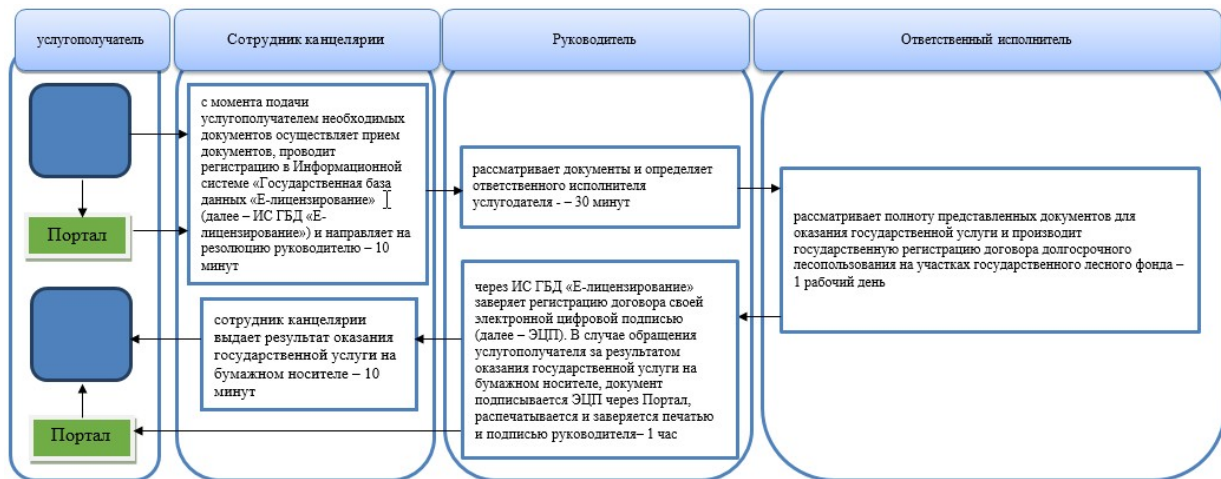 услугополучатель
Сотрудник канцелярии
Руководитель
Ответственный исполнитель
с момента подачи
услугополучателем необходимых
документов осуществляет прием
документов, проводит
регистрацию в Информационной
системе «Государственная база
данных «Е-лицензирование»
(далее – ИС ГБД «Е-
лицензирование») и направляет на
резолюцию руководителю – 10
минут
Портал
рассматривает документы и определяет
ответственного исполнителя
услугодателя - – 30 минут
рассматривает полноту представленных документов для
оказания государственной услуги и производит
государственную регистрацию договора долгосрочного
лесопользования на участках государственного лесного фонда –
1 рабочий день
через ИС ГБД «Е-лицензирование»
заверяет регистрацию договора своей
электронной цифровой подписью
(далее – ЭЦП). В случае обращения
услугополучателя за результатом
оказания государственной услуги на
бумажном носителе, документ
подписывается ЭЦП через Портал,
распечатывается и заверяется печатью
и подписью руководителя– 1 час
сотрудник канцелярии
выдает результат оказания
государственной услуги на
бумажном носителе – 10
минут
Портал